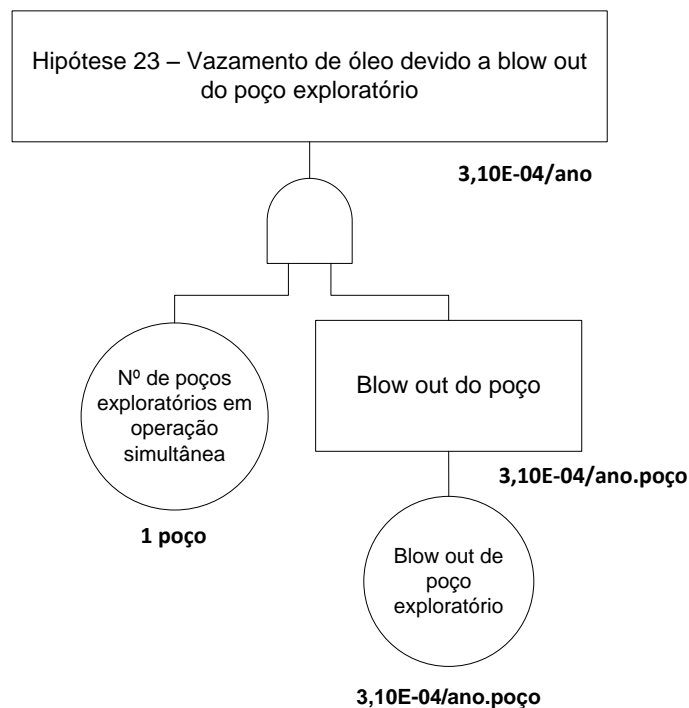 Hipótese 23 – Vazamento de óleo devido a blow out
do poço exploratório
3,10E-04/ano
Nº de poços
exploratórios em
operação
simultânea
1 poço
Blow out do poço
3,10E-04/ano.poço
Blow out de
poço
exploratório
3,10E-04/ano.poço